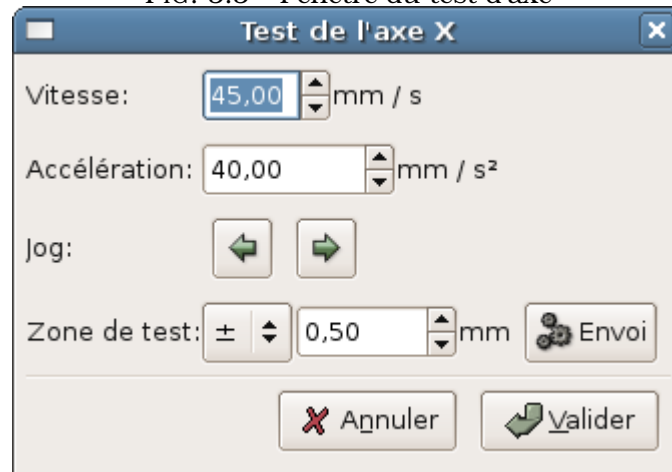 Test de l'axe X
Vitesse: 45,00 mm / s
Accélération: 40,00 mm / s²
Jog:
Zone de test: ± 0,50 mm Envoi
Annuler Valider